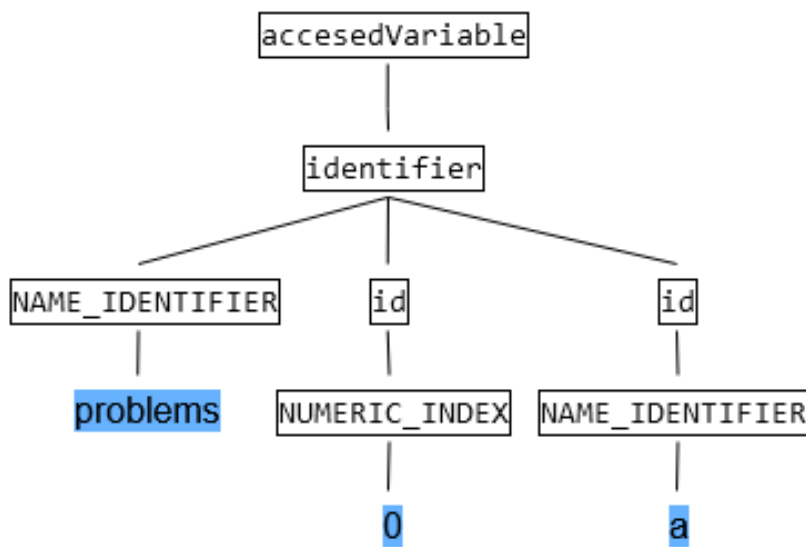 accesedVariable
identifier
NAME_IDENTIFIER id id
problems NUMERIC_INDEX NAME_IDENTIFIER
0 a